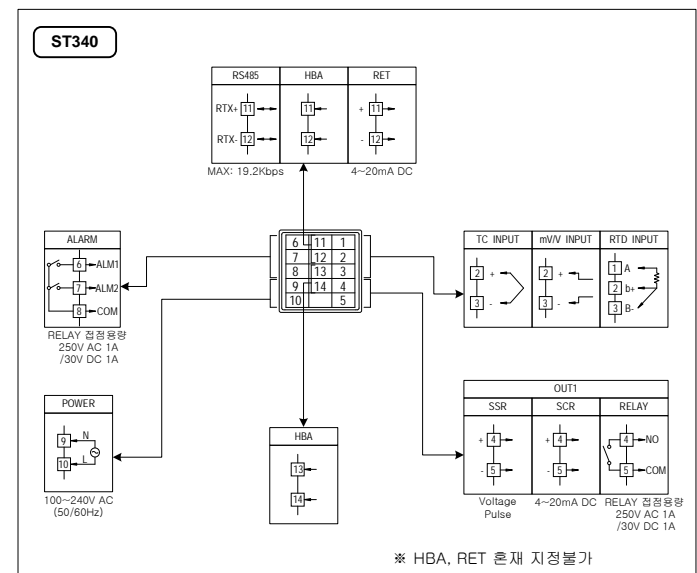 ST340
RS485 HBA RET
RTX+ 11 11 + 11
RTX- 12 12 - 12
MAX: 19.2Kbps 4~20mA DC
ALARM
6 ALM1
7 ALM2
8 COM
RELAY 접점용량
250V AC 1A
/30V DC 1A
6 11 1
7 12 2
8 13 3
9 14 4
10 5
TC INPUT mV/V INPUT RTD INPUT
2 + 2 + 1 A
3 - 3 - 2 b+
3 B-
POWER
9 N
10 L
100~240V AC
(50/60Hz)
HBA
13
14
OUT1
SSR SCR RELAY
+ 4 + 4 4 NO
- 5 - 5 5 COM
Voltage
Pulse
4~20mA DC
RELAY 접점용량
250V AC 1A
/30V DC 1A
※ HBA, RET 혼재 지정불가